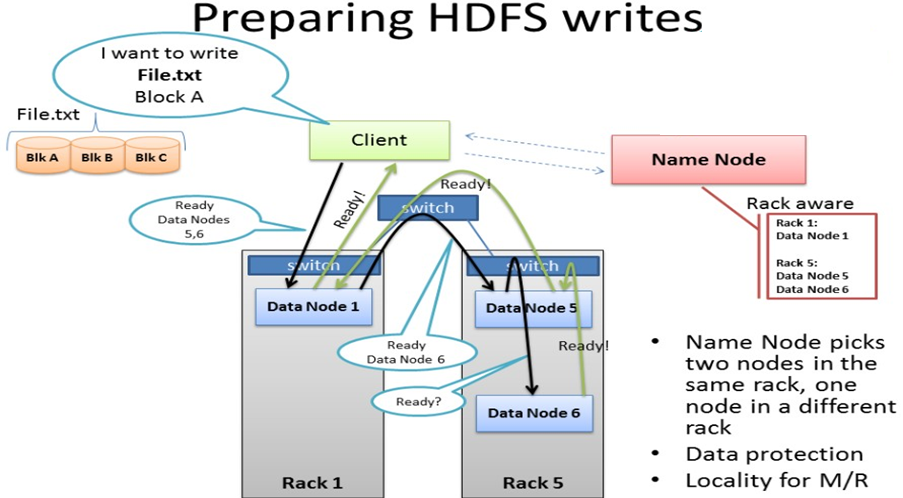 Preparing HDFS writes
I want to write
File.txt
Block A
File.txt
Blk A
Blk B
Blk C
Client
Name Node
Ready!
Ready!
switch
Rack aware
Rack 1:
Data Node 1
Rack 5:
Data Node 5
Data Node 6
Ready
Data Nodes
5,6
switch
switch
Data Node 1
Data Node 5
Ready
Data Node 6
Ready!
Ready?
Data Node 6
Rack 1
Rack 5
• Name Node picks
two nodes in the
same rack, one
node in a different
rack
• Data protection
• Locality for M/R